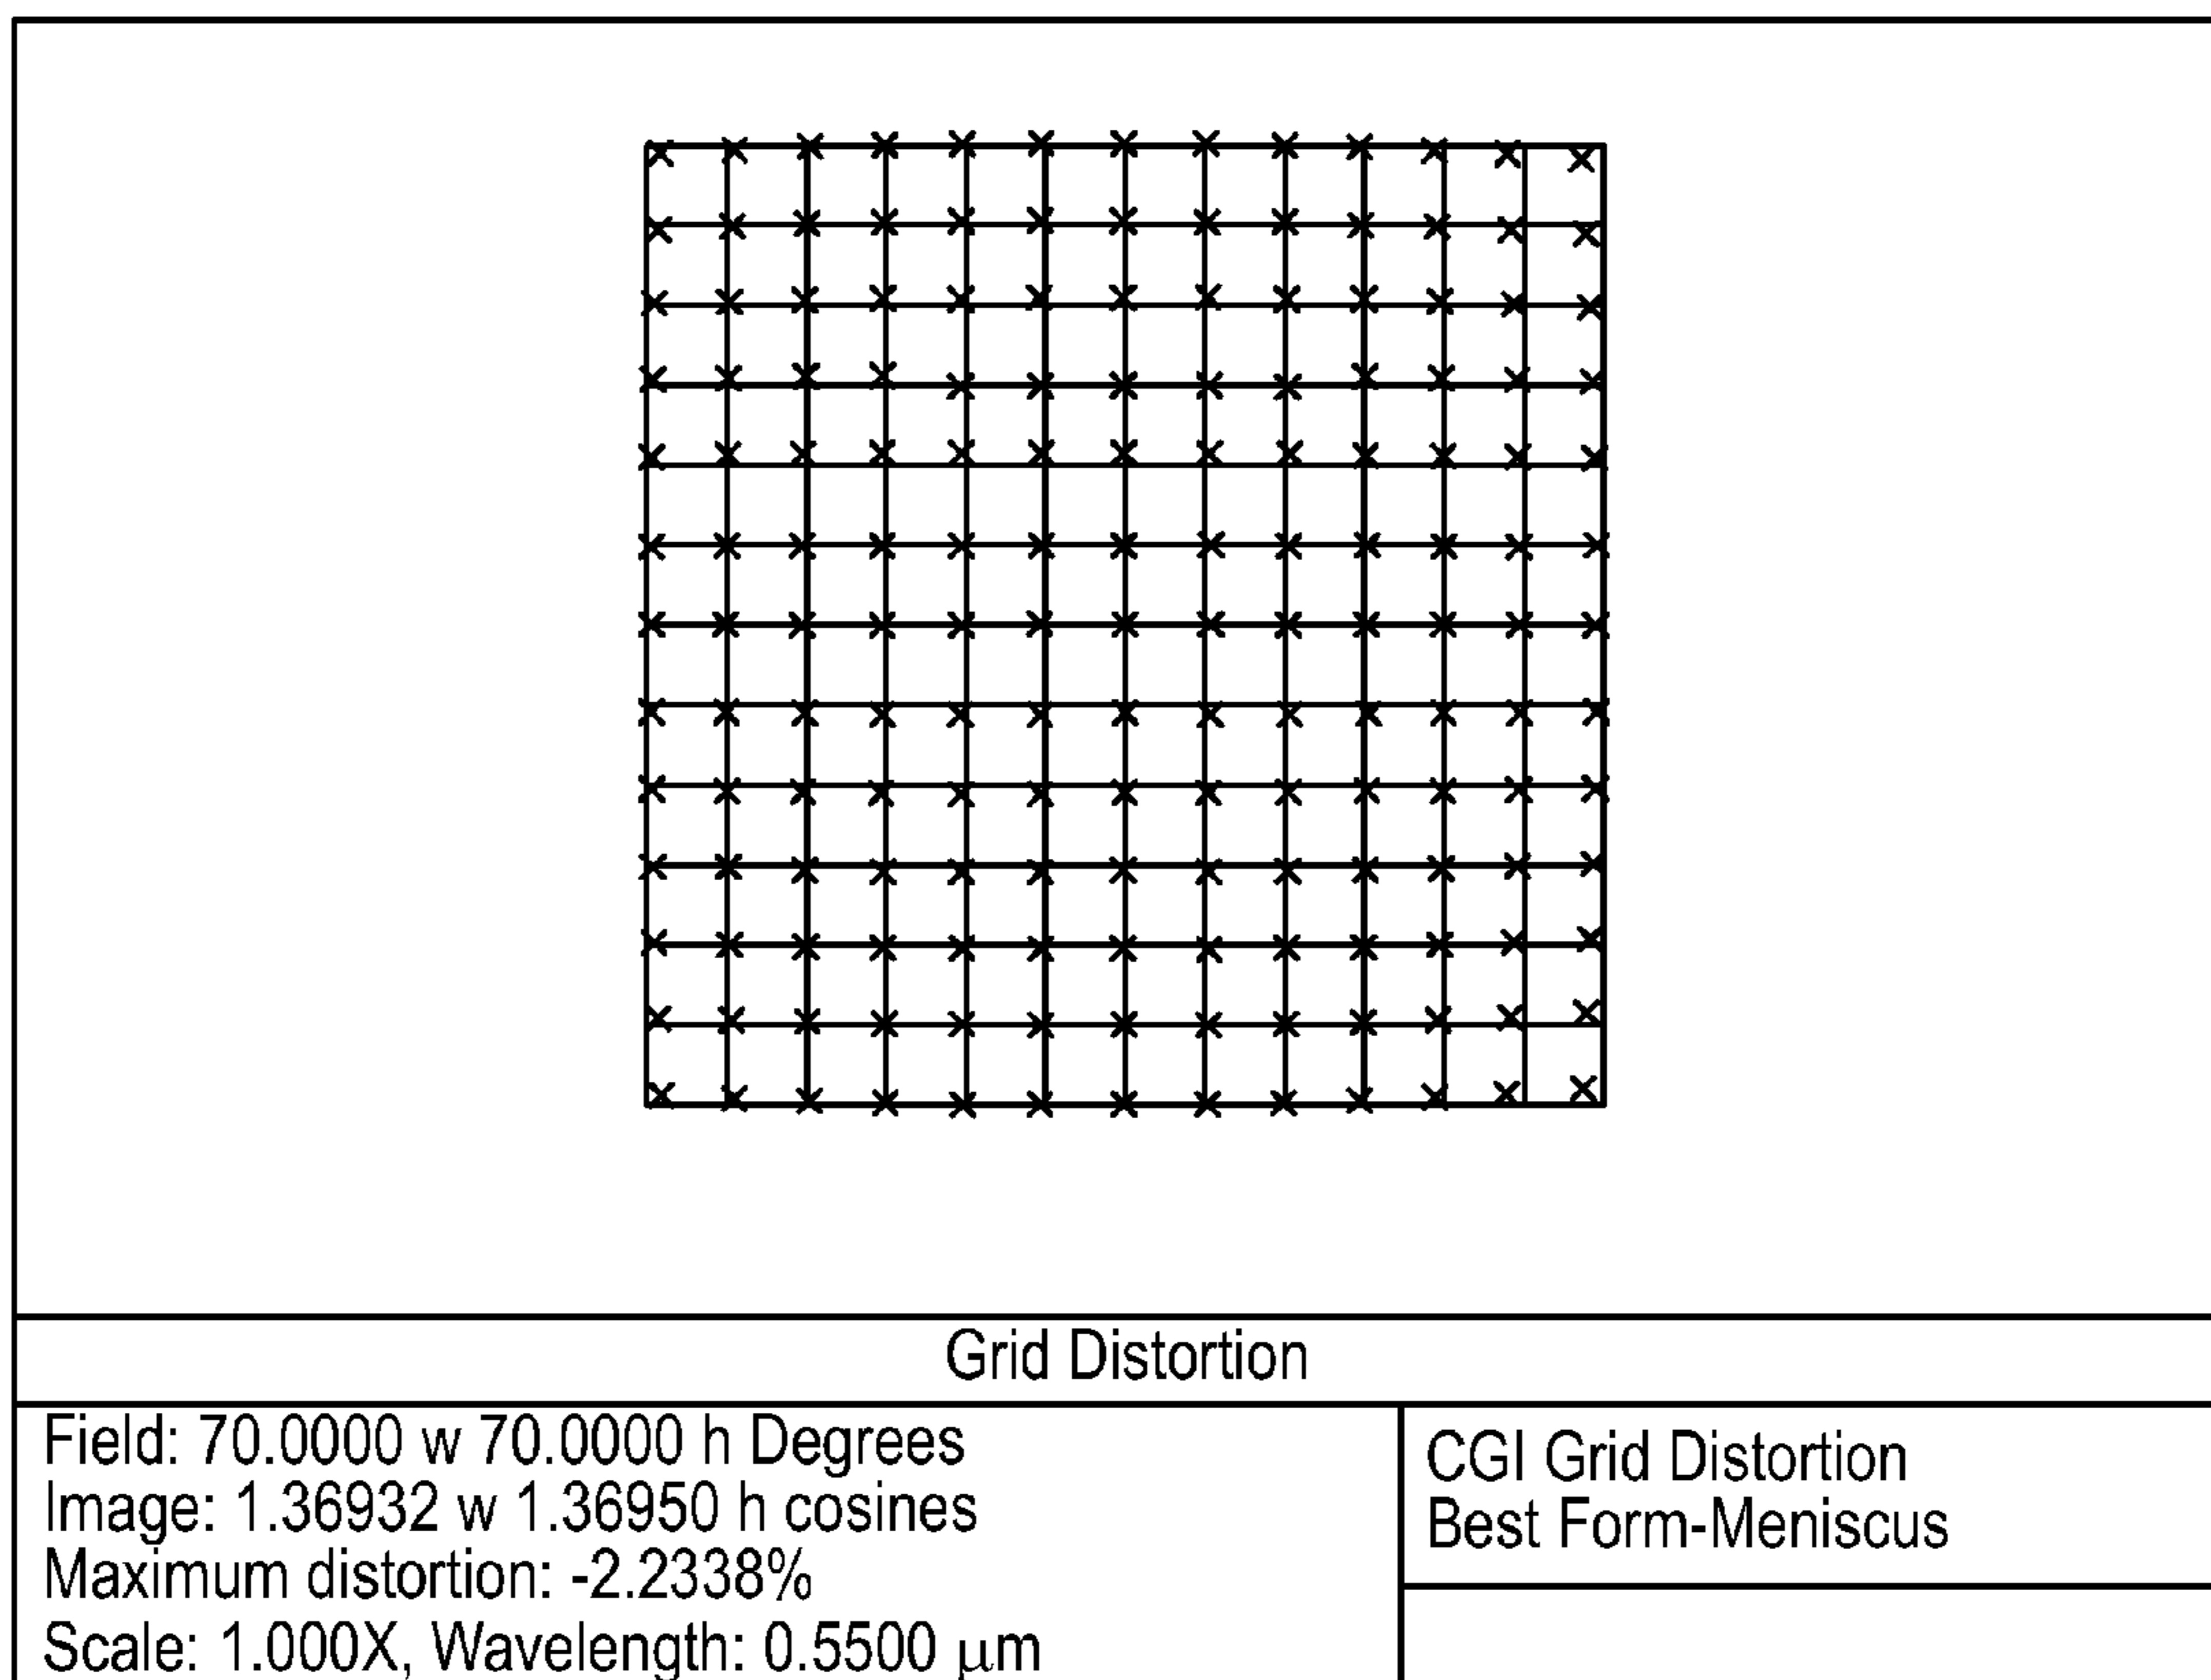 Grid Distortion
Field: 70.0000 w 70.0000 h Degrees
Image: 1.36932 w 1.36950 h cosines
Maximum distortion: -2.2338%
Scale: 1.000X, Wavelength: 0.5500 μm
CGI Grid Distortion
Best Form-Meniscus